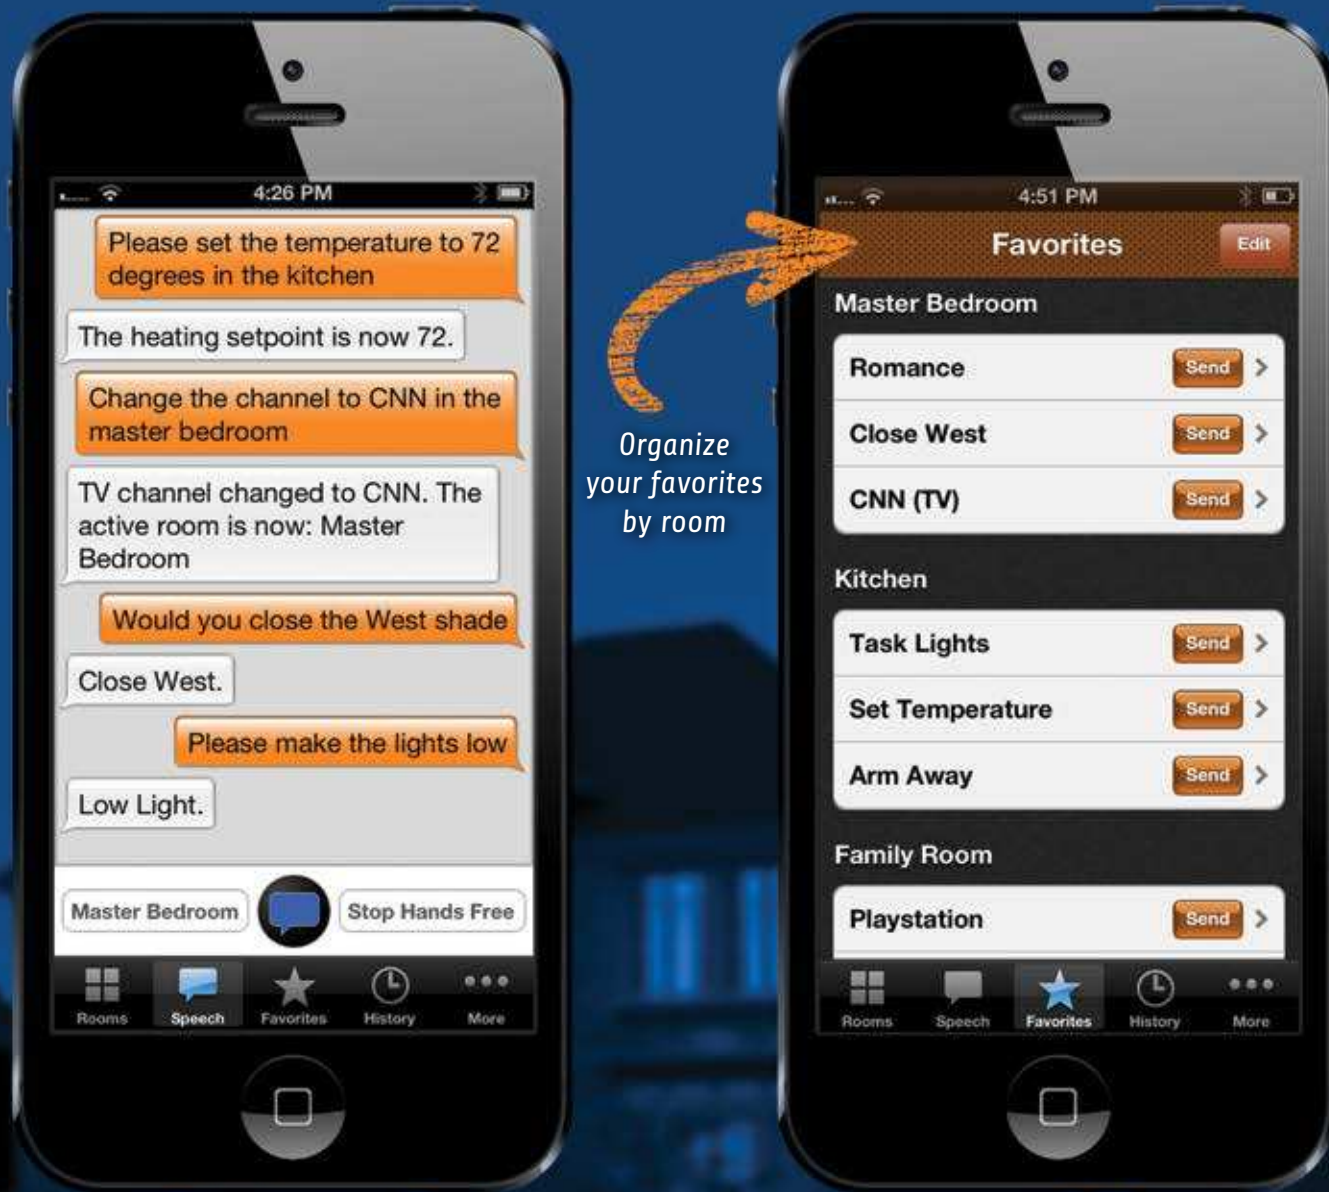 4:26 PM
Please set the temperature to 72
degrees in the kitchen
The heating setpoint is now 72.
Change the channel to CNN in the
master bedroom
TV channel changed to CNN. The
active room is now: Master
Bedroom
Would you close the West shade
Close West.
Please make the lights low
Low Light.
Master Bedroom
Stop Hands Free
Rooms
Speech
Favorites
History
More
Organize
your favorites
by room
4:51 PM
Favorites
Edit
Master Bedroom
Romance
Send
Close West
Send
CNN (TV)
Send
Kitchen
Task Lights
Send
Set Temperature
Send
Arm Away
Send
Family Room
Playstation
Send
Rooms
Speech
Favorites
History
More